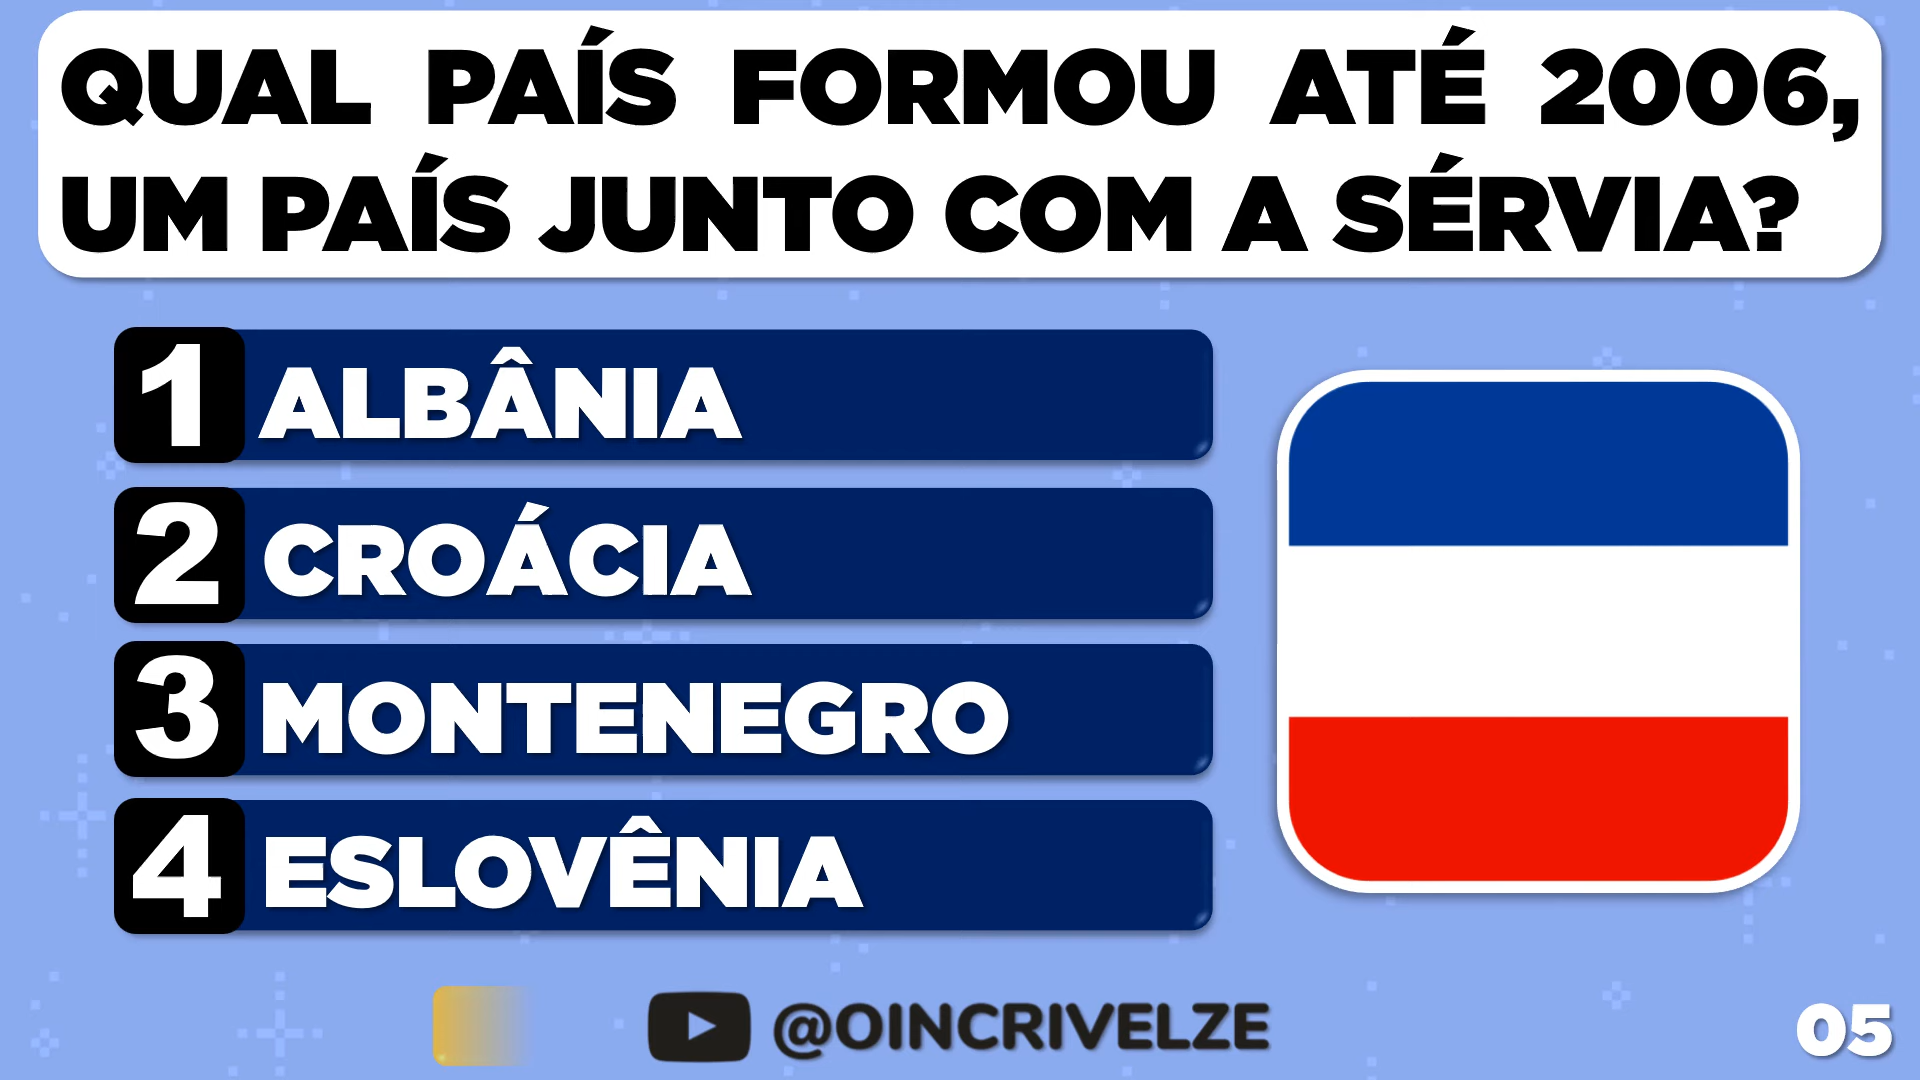 QUAL PAÍS FORMOU ATÉ 2006,
UM PAÍS JUNTO COM A SÉRVIA?
1 ALBÂNIA
2 CROÁCIA
3 MONTENEGRO
4 ESLOVÊNIA
@OINCRIVELZE
05